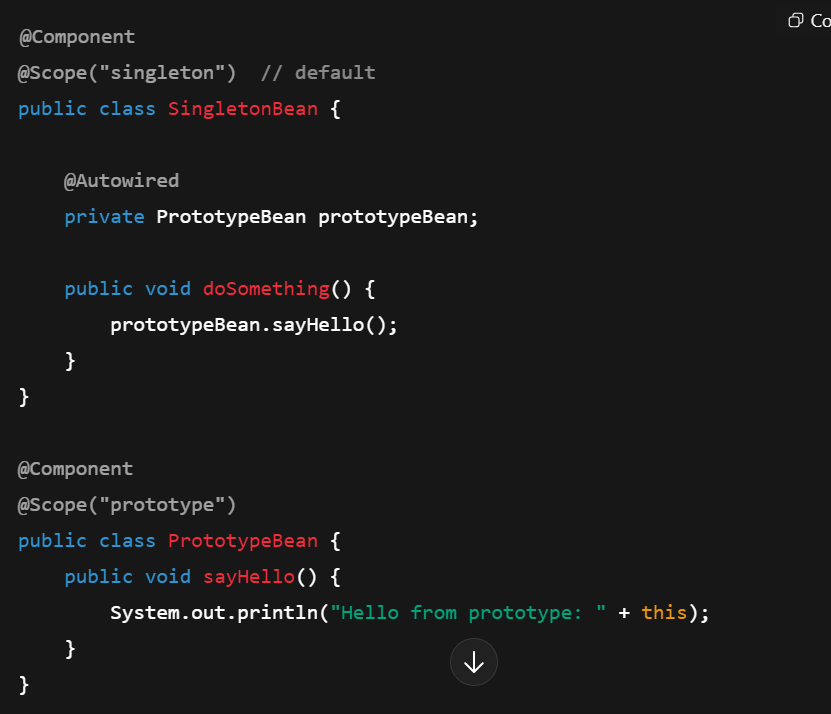 Co
@Component
@Scope("singleton")  // default
public class SingletonBean {
    @Autowired
    private PrototypeBean prototypeBean;
    public void doSomething() {
        prototypeBean.sayHello();
    }
}
@Component
@Scope("prototype")
public class PrototypeBean {
    public void sayHello() {
        System.out.println("Hello from prototype: " + this);
    }
}